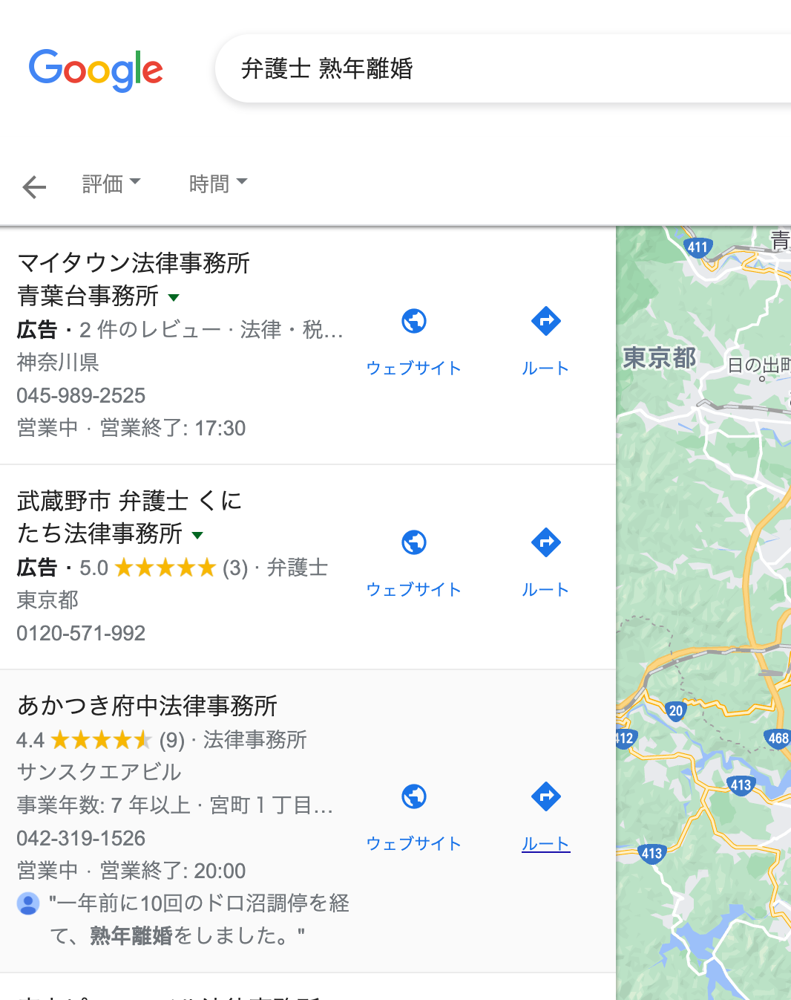 Google
弁護士 熟年離婚
評価
時間
マイタウン法律事務所
青葉台事務所
広告・2 件のレビュー · 法律・税…
神奈川県
045-989-2525
営業中 · 営業終了: 17:30
ウェブサイト
ルート
武蔵野市 弁護士 くに
たち法律事務所
広告・5.0 (3) · 弁護士
東京都
0120-571-992
ウェブサイト
ルート
あかつき府中法律事務所
4.4 (9) · 法律事務所
サンスクエアビル
事業年数: 7 年以上 · 宮町１丁目…
042-319-1526
営業中 · 営業終了: 20:00
"一年前に10回のドロ沼調停を経
て、熟年離婚をしました。"
ウェブサイト
ルート
411
青
東京都
日の出町
20
412
468
413
413